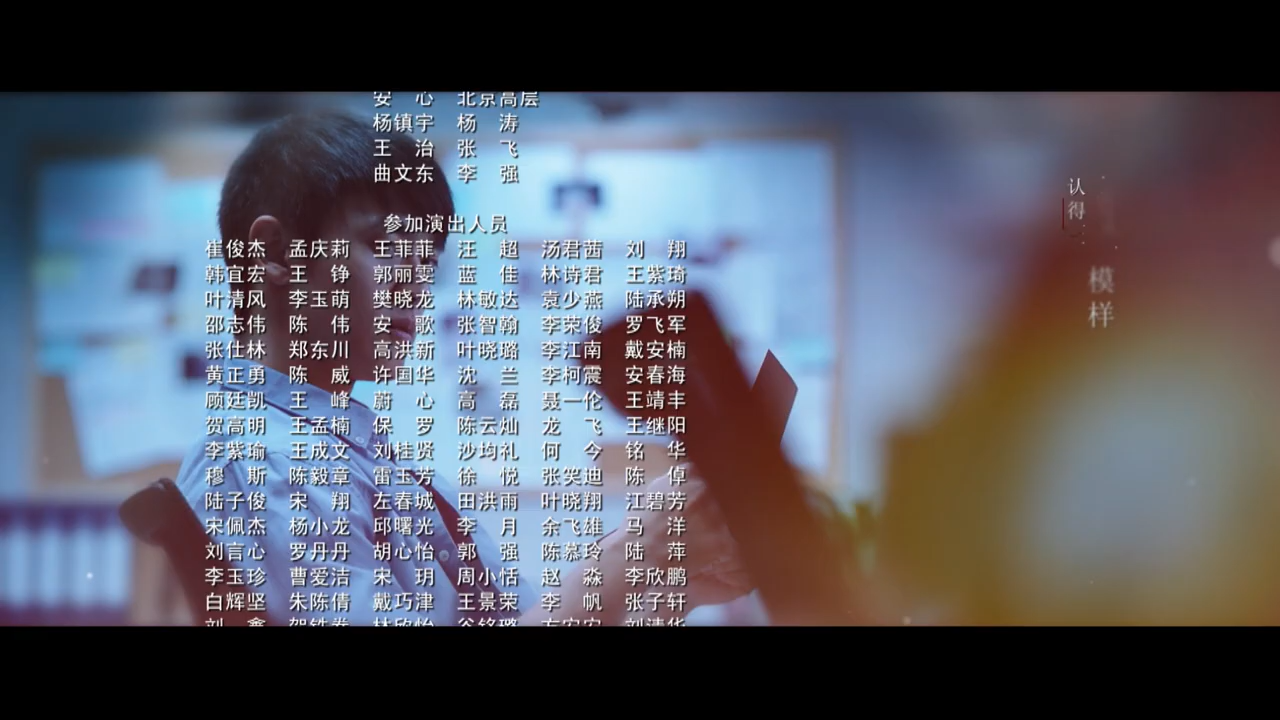 安 心 北京高层
杨镇宇 杨 涛
王 治 张 飞
曲文东 李 强
参加演出人员
崔俊杰 孟庆莉 王菲菲 汪 超 汤君茜 刘 翔
韩宜宏 王 铮 郭丽雯 蓝 佳 林诗君 王紫琦
叶清风 李玉萌 樊晓龙 林敏达 袁少燕 陆承朔
邵志伟 陈 伟 安 歌 张智翰 李荣俊 罗飞军
张仕林 郑东川 高洪新 叶晓璐 李江南 戴安楠
黄正勇 陈 威 许国华 沈 兰 李柯震 安春海
顾廷凯 王 峰 蔚 心 高 磊 聂一伦 王靖丰
贺高明 王孟楠 保 罗 陈云灿 龙 飞 王继阳
李紫瑜 王成文 刘桂贤 沙均礼 何 今 铭 华
穆 斯 陈毅章 雷玉芳 徐 悦 张笑迪 陈 倬
陆子俊 宋 翔 左春城 田洪雨 叶晓翔 江碧芳
宋佩杰 杨小龙 邱曙光 李 月 余飞雄 马 洋
刘言心 罗丹丹 胡心怡 郭 强 陈慕玲 陆 萍
李玉珍 曹爱洁 宋 玥 周小恬 赵 淼 李欣鹏
白辉坚 朱陈倩 戴巧津 王景荣 李 帆 张子轩
认得
模样